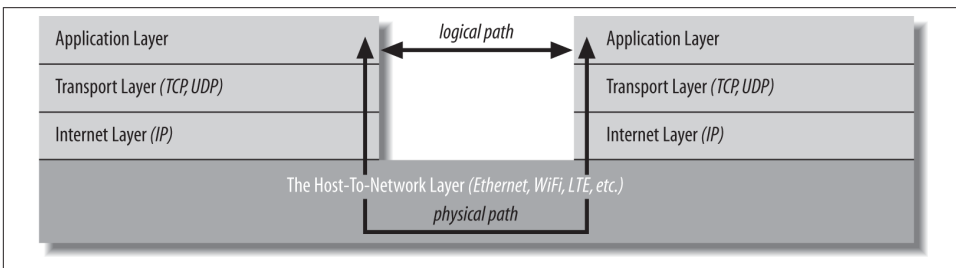 Application Layer
Transport Layer (TCP, UDP)
Internet Layer (IP)
logical path
Application Layer
Transport Layer (TCP, UDP)
Internet Layer (IP)
The Host-To-Network Layer (Ethernet, WiFi, LTE, etc.)
physical path